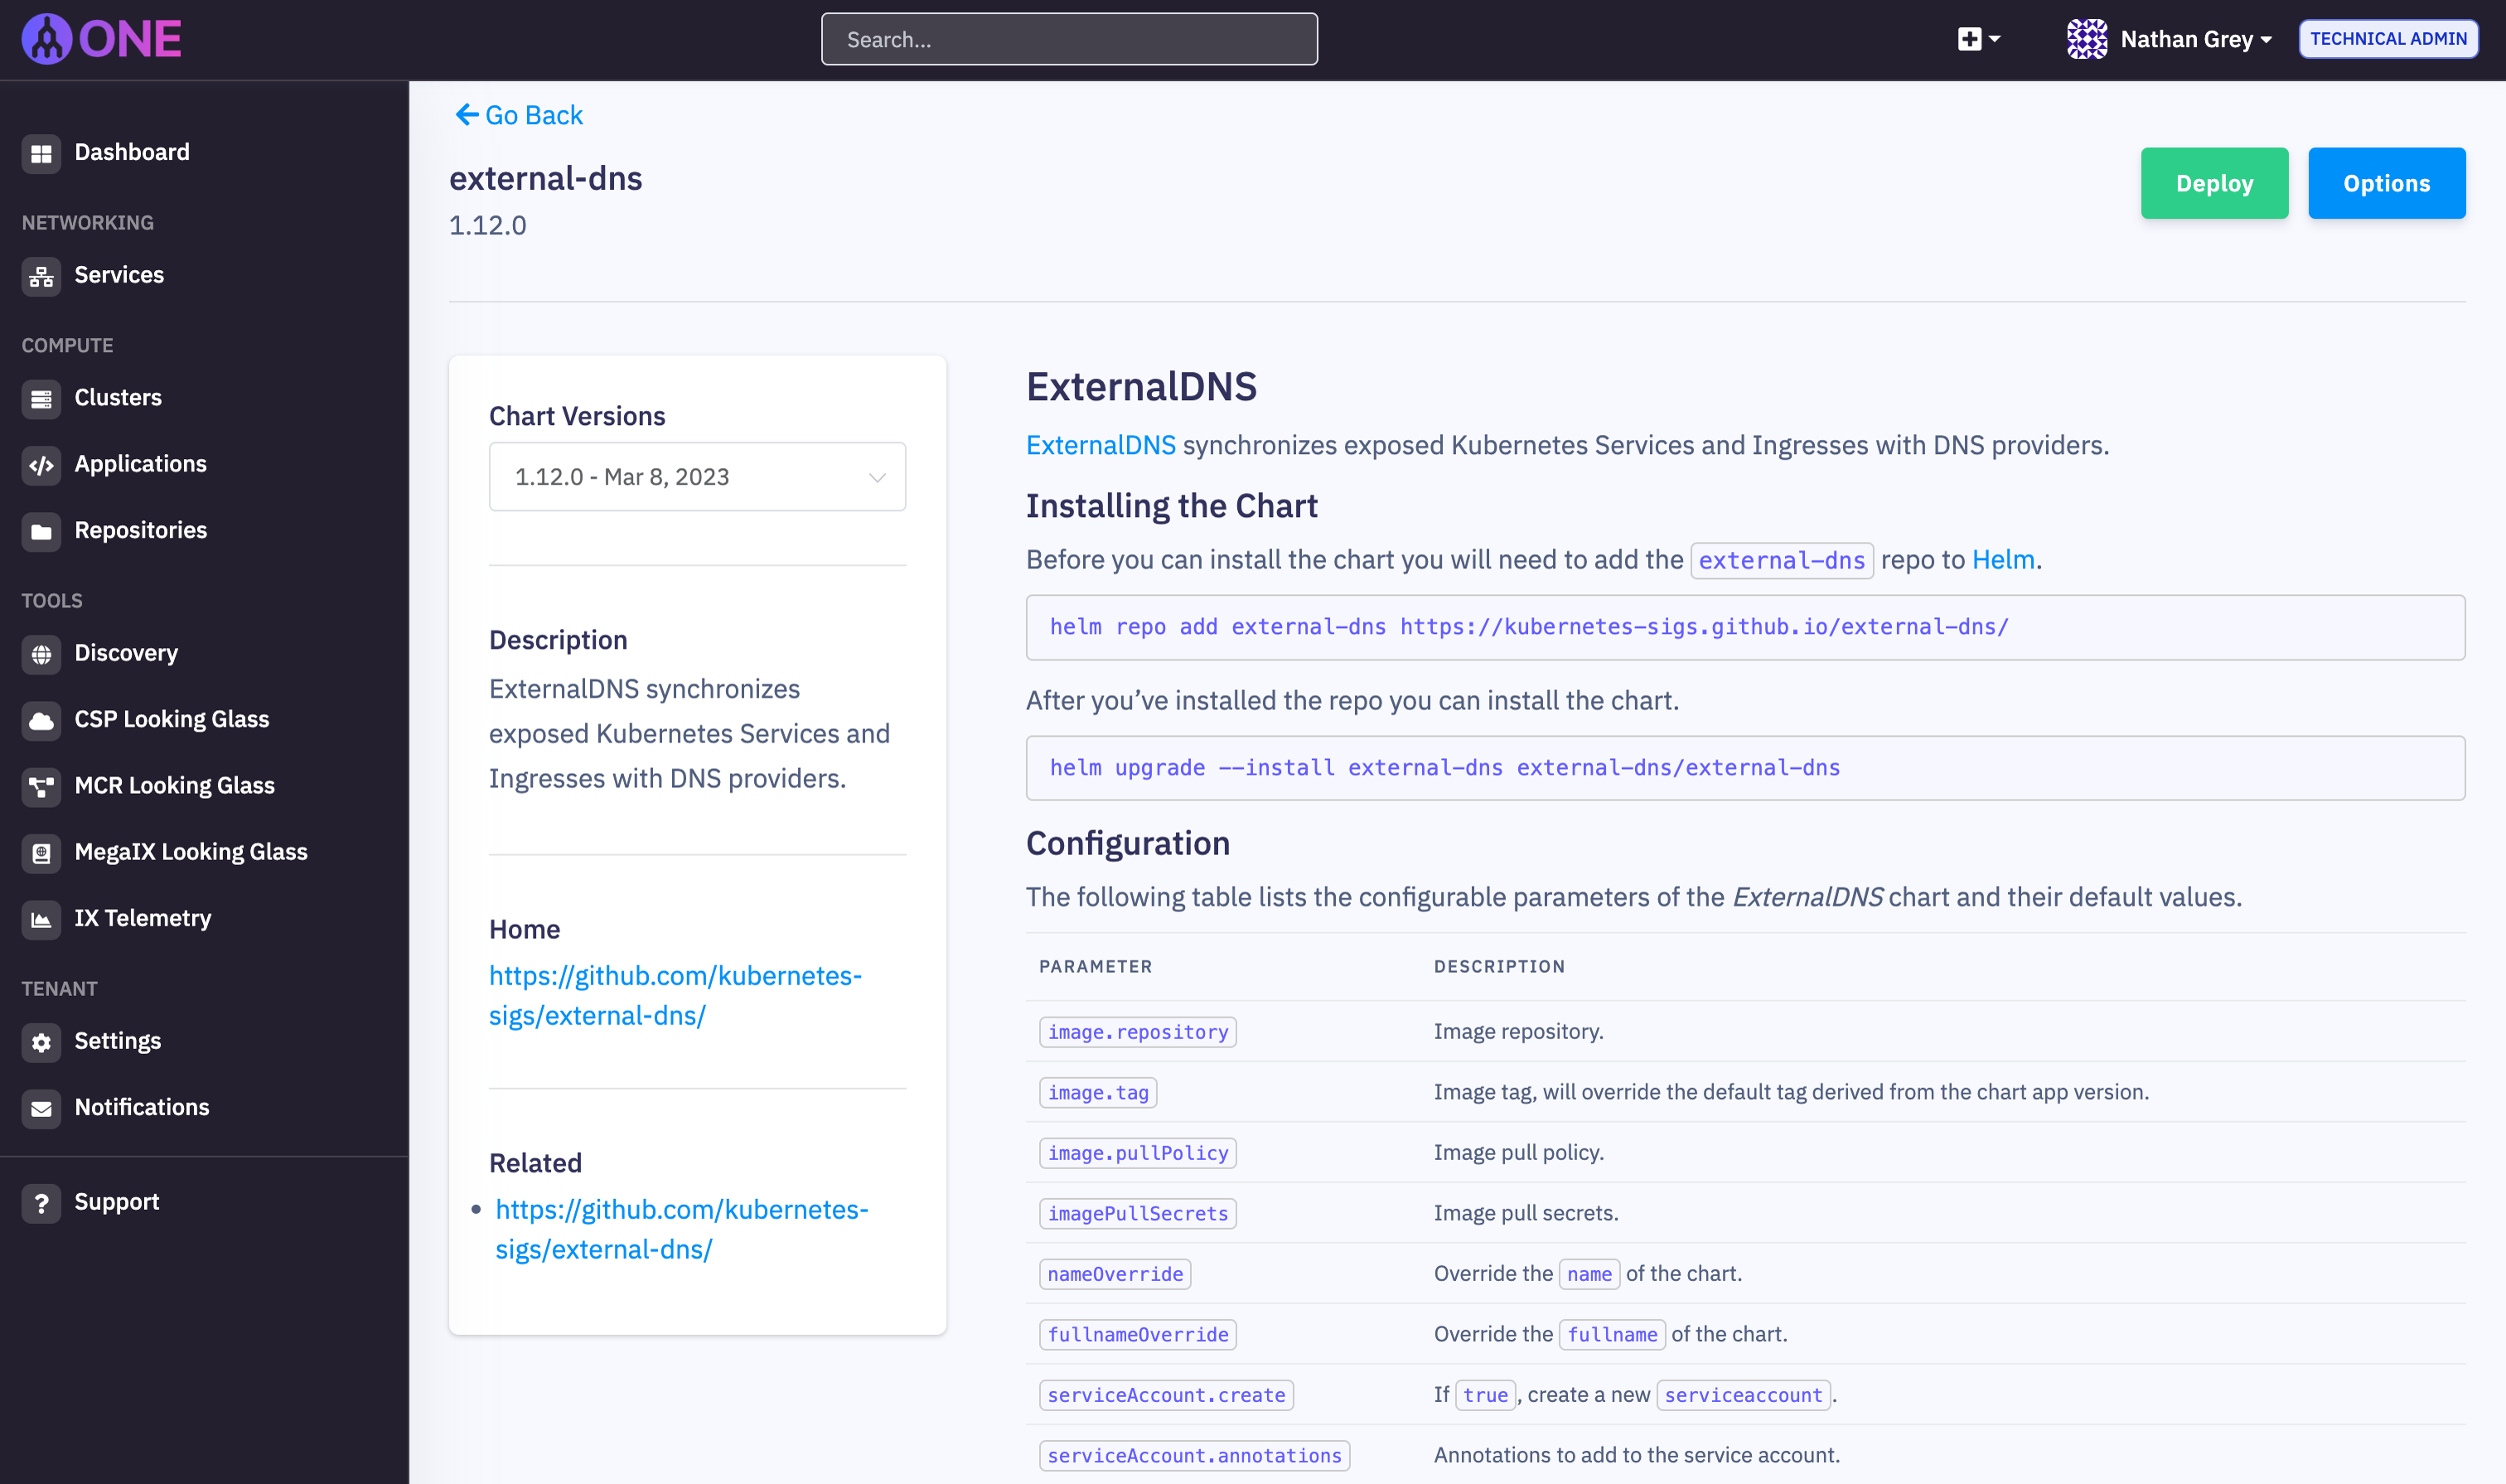 ONE
Search...
Nathan Grey
TECHNICAL ADMIN
Dashboard
NETWORKING
Services
COMPUTE
Clusters
Applications
Repositories
TOOLS
Discovery
CSP Looking Glass
MCR Looking Glass
MegaIX Looking Glass
IX Telemetry
TENANT
Settings
Notifications
Support
Go Back
external-dns
1.12.0
Deploy
Options
Chart Versions
1.12.0 - Mar 8, 2023
Description
ExternalDNS synchronizes
exposed Kubernetes Services and
Ingresses with DNS providers.
Home
https://github.com/kubernetes-
sigs/external-dns/
Related
https://github.com/kubernetes-
sigs/external-dns/
ExternalDNS
ExternalDNS synchronizes exposed Kubernetes Services and Ingresses with DNS providers.
Installing the Chart
Before you can install the chart you will need to add the external-dns repo to Helm.
helm repo add external-dns https://kubernetes-sigs.github.io/external-dns/
After you’ve installed the repo you can install the chart.
helm upgrade --install external-dns external-dns/external-dns
Configuration
The following table lists the configurable parameters of the ExternalDNS chart and their default values.
PARAMETER DESCRIPTION
image.repository Image repository.
image.tag Image tag, will override the default tag derived from the chart app version.
image.pullPolicy Image pull policy.
imagePullSecrets Image pull secrets.
nameOverride Override the name of the chart.
fullnameOverride Override the fullname of the chart.
serviceAccount.create If true, create a new serviceaccount.
serviceAccount.annotations Annotations to add to the service account.